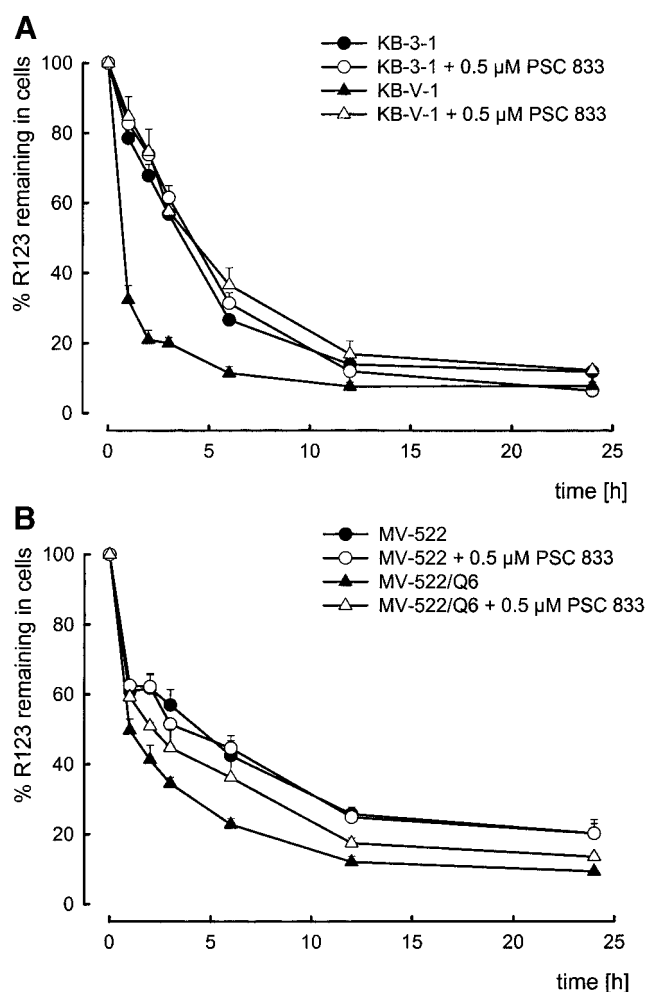 A
KB-3-1
KB-3-1 + 0.5 µM PSC 833
KB-V-1
KB-V-1 + 0.5 µM PSC 833
% R123 remaining in cells
100
80
60
40
20
0
0 5 10 15 20 25
time [h]
B
MV-522
MV-522 + 0.5 µM PSC 833
MV-522/Q6
MV-522/Q6 + 0.5 µM PSC 833
% R123 remaining in cells
100
80
60
40
20
0
0 5 10 15 20 25
time [h]